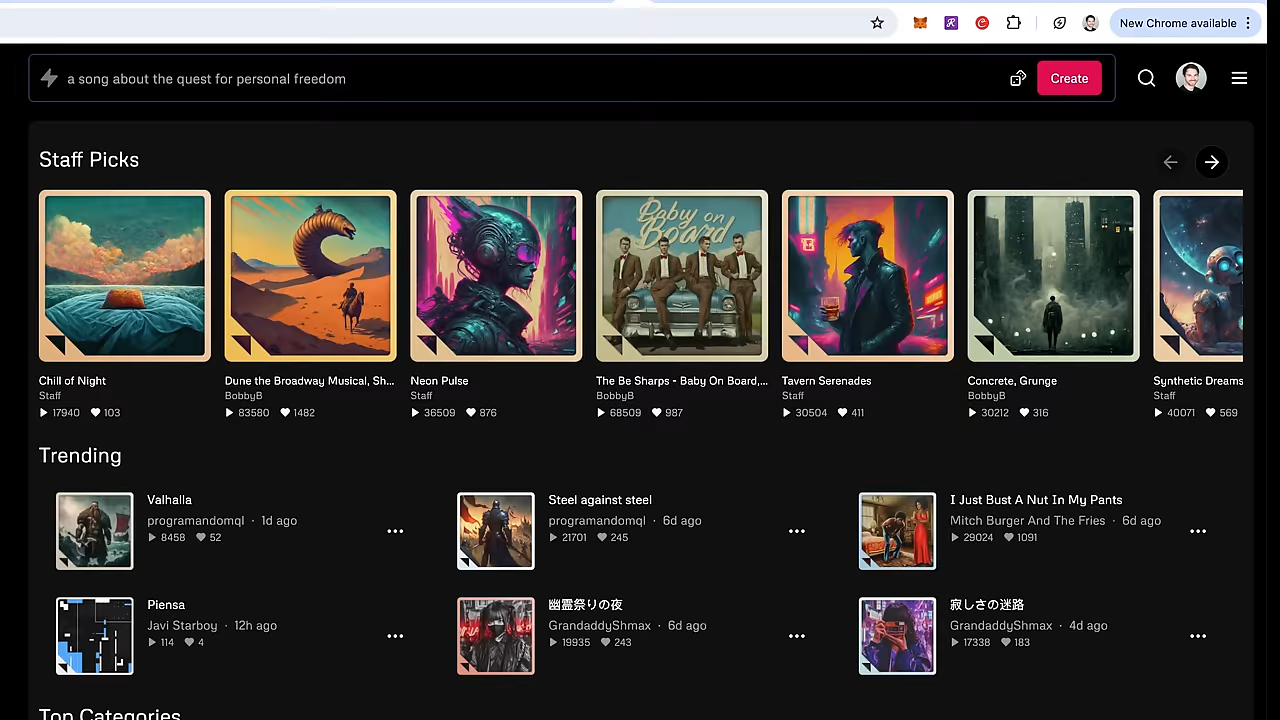 New Chrome available
a song about the quest for personal freedom
Create
Staff Picks
Baby on
Board
Chill of Night
Staff
17940 103
Dune the Broadway Musical, Sh...
BobbyB
83580 1482
Neon Pulse
Staff
36509 876
The Be Sharps - Baby On Board,...
BobbyB
68509 987
Tavern Serenades
Staff
30504 411
Concrete, Grunge
BobbyB
30212 316
Synthetic Dreams
Staff
40071 569
Trending
Valhalla
programandomql · 1d ago
8458 52
Steel against steel
programandomql · 6d ago
21701 245
I Just Bust A Nut In My Pants
Mitch Burger And The Fries · 6d ago
29024 1091
Piensa
Javi Starboy · 12h ago
114 4
幽霊祭りの夜
GrandaddyShmax · 6d ago
19935 243
寂しさの迷路
GrandaddyShmax · 4d ago
17338 183
Top Categories